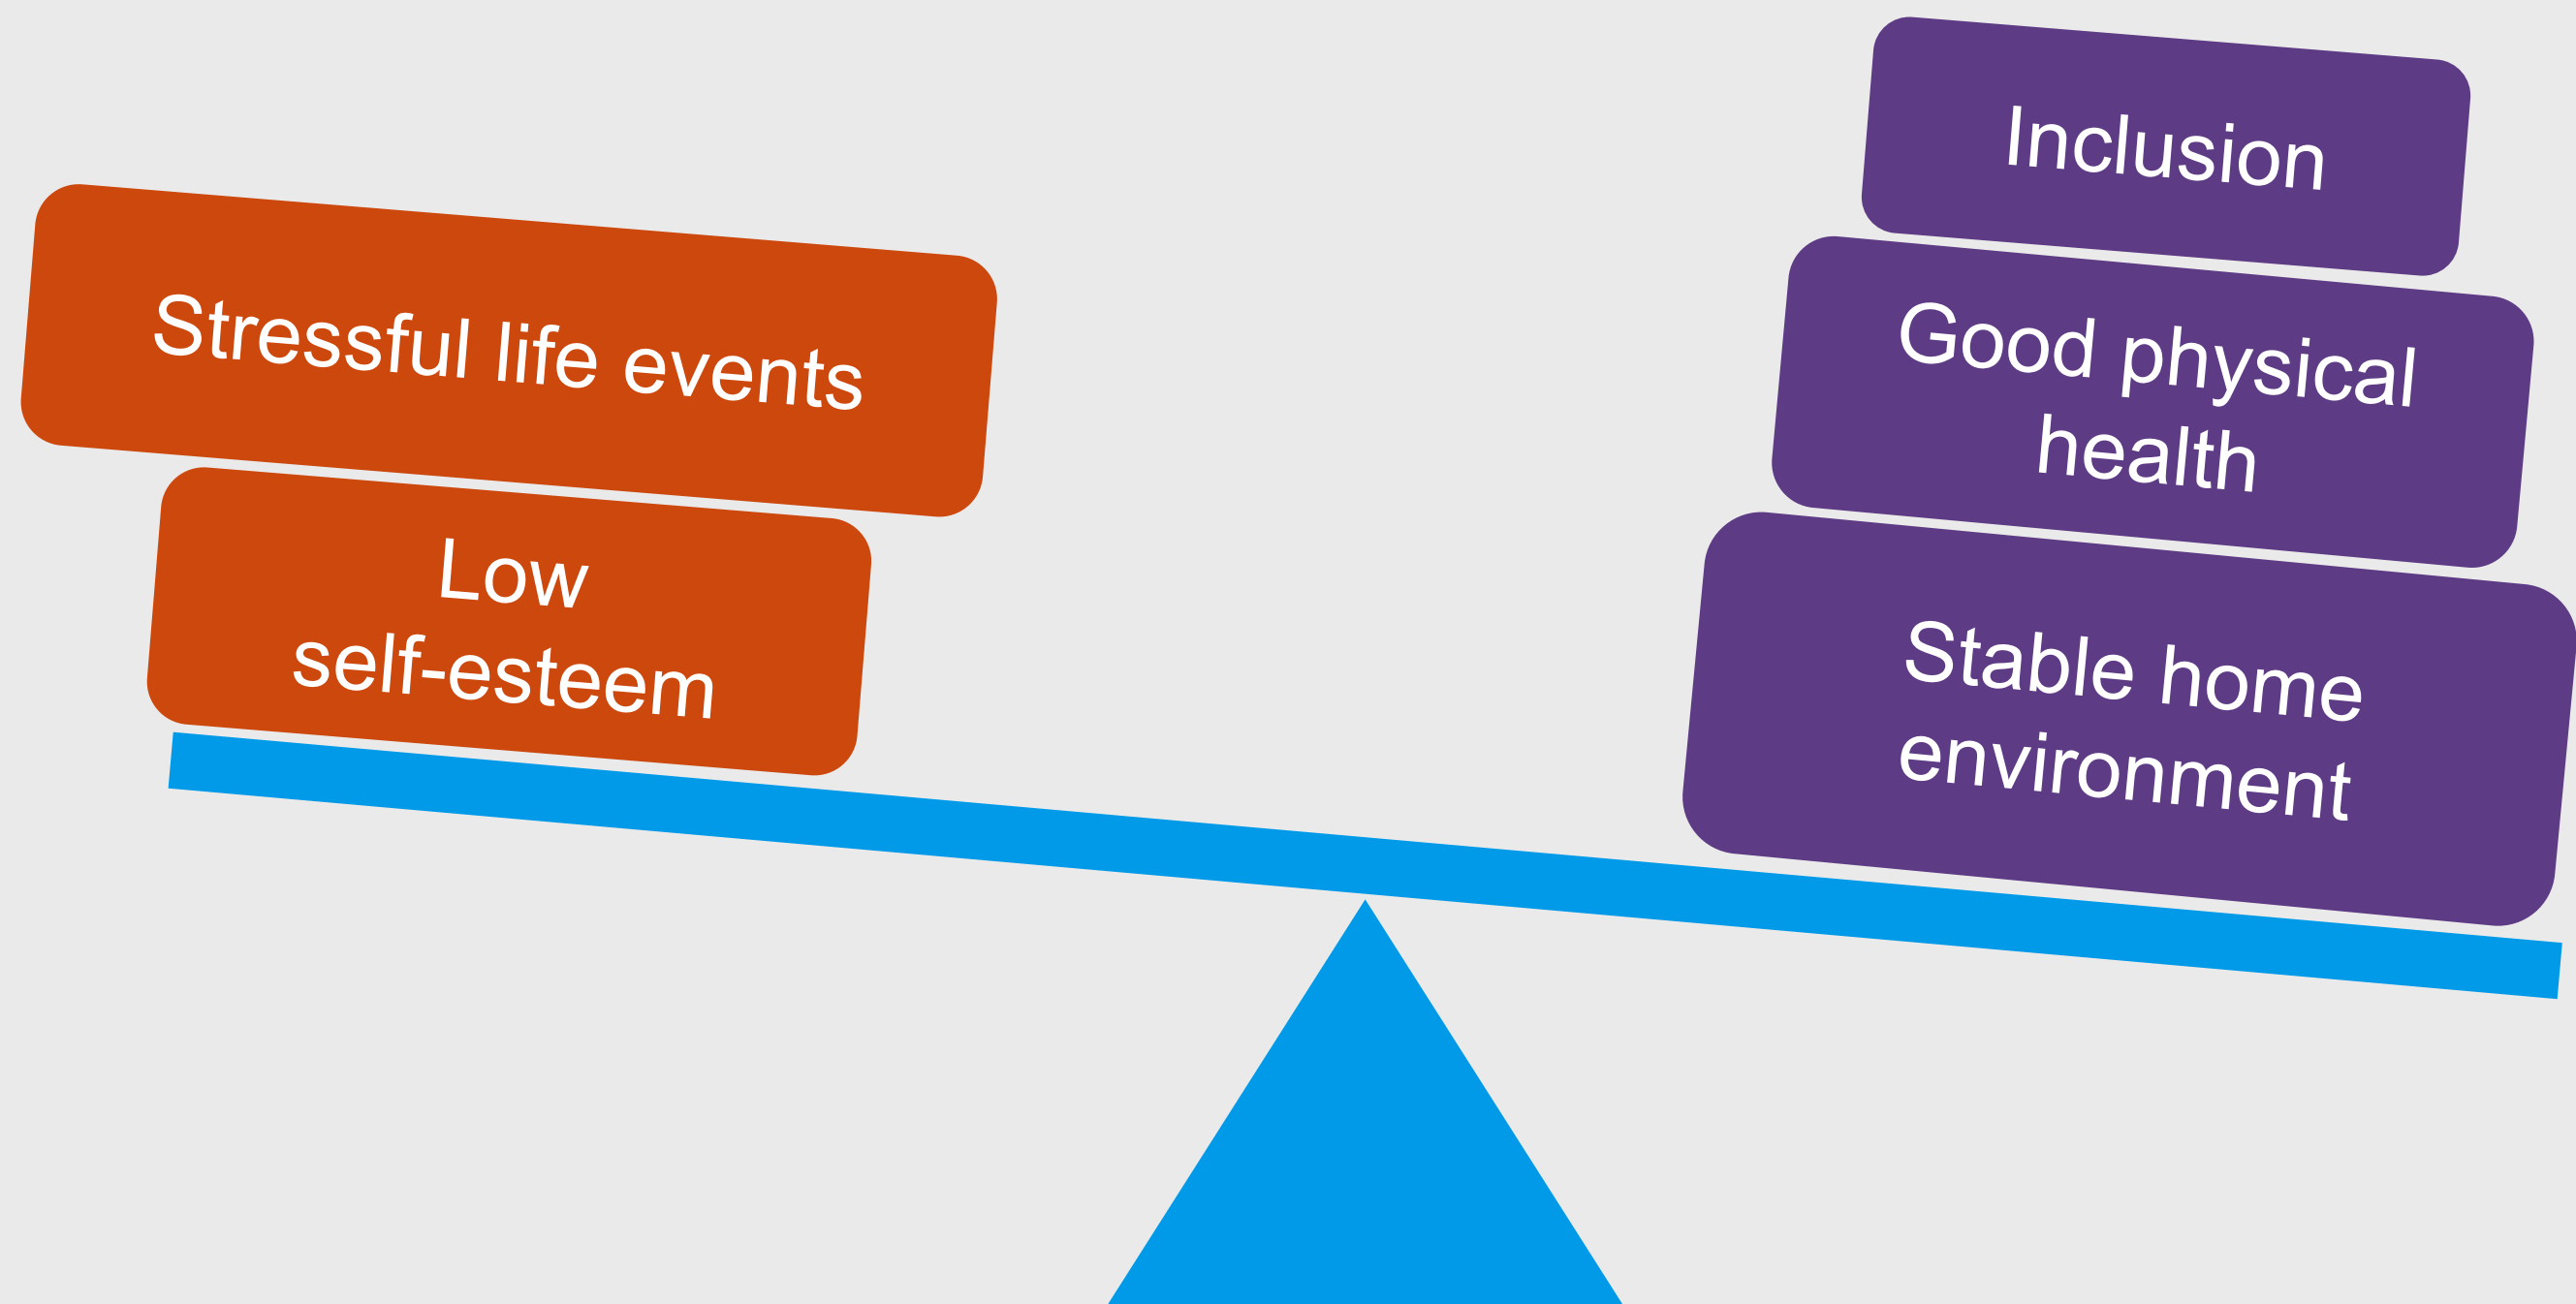 Stressful life events
Low
self-esteem
Inclusion
Good physical
health
Stable home
environment